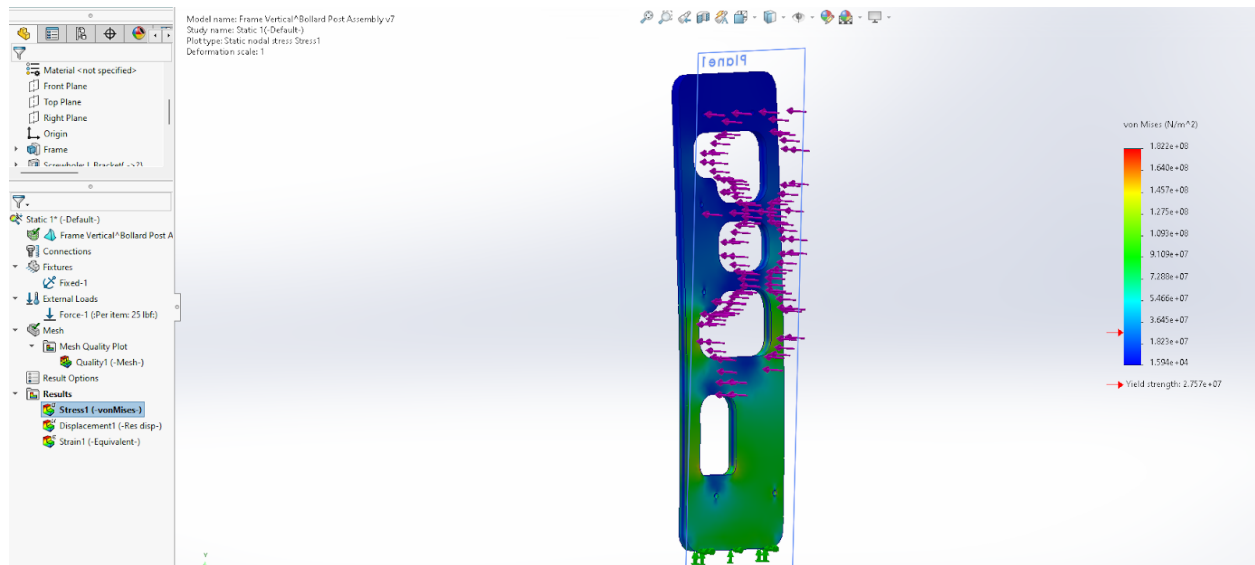 Model name: Frame Vertical^Bollard Post Assembly v7
Study name: Static 1(-Default-)
Plot type: Static nodal stress Stress1
Deformation scale: 1
Material <not specified>
Front Plane
Top Plane
Right Plane
Origin
Frame
Static 1* (-Default-)
Frame Vertical^Bollard Post A
Connections
Fixtures
Fixed-1
External Loads
Force-1 (:Per item: 25 lbf:)
Mesh
Mesh Quality Plot
Quality1 (-Mesh-)
Result Options
Results
Stress1 (-vonMises-)
Displacement1 (-Res disp-)
Strain1 (-Equivalent-)
Plane1
von Mises (N/m^2)
1.822e+08
1.640e+08
1.457e+08
1.275e+08
1.093e+08
9.109e+07
7.288e+07
5.466e+07
3.645e+07
1.823e+07
1.594e+04
Yield strength: 2.757e+07
Y